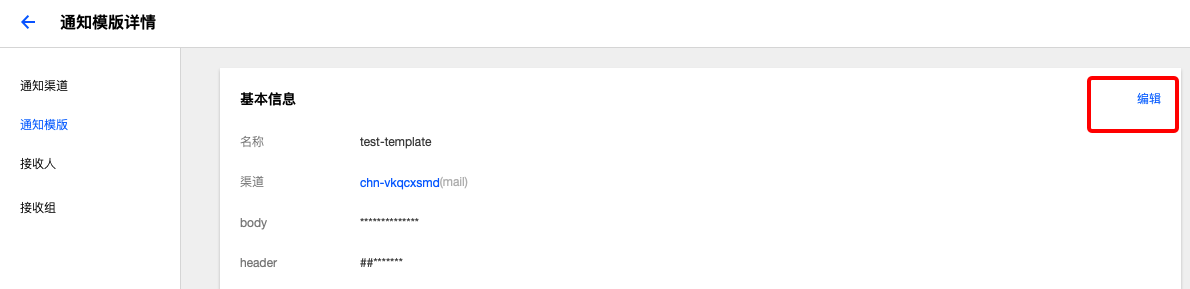 通知模版详情
通知渠道
通知模版
接收人
接收组
基本信息
编辑
名称 test-template
渠道 chn-vkqcxsmd(mail)
body **************
header ##*******